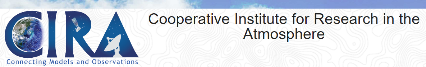 CIRA
Connecting Models and Observations
Cooperative Institute for Research in the
Atmosphere